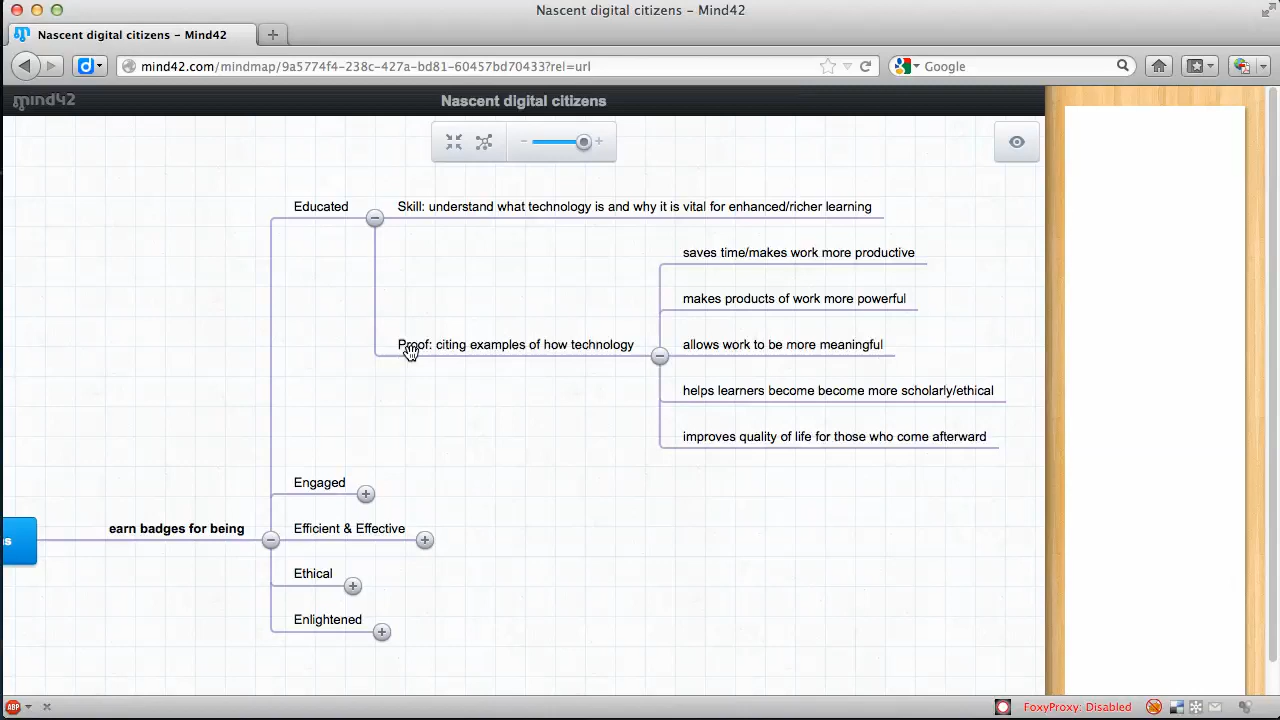 Nascent digital citizens - Mind42
Nascent digital citizens - Mind42
mind42.com/mindmap/9a5774f4-238c-427a-bd81-60457bd70433?rel=url
Google
mind42
Nascent digital citizens
Educated
Skill: understand what technology is and why it is vital for enhanced/richer learning
saves time/makes work more productive
makes products of work more powerful
Proof: citing examples of how technology
allows work to be more meaningful
helps learners become become more scholarly/ethical
improves quality of life for those who come afterward
Engaged
s
earn badges for being
Efficient & Effective
Ethical
Enlightened
ABP
FoxyProxy: Disabled